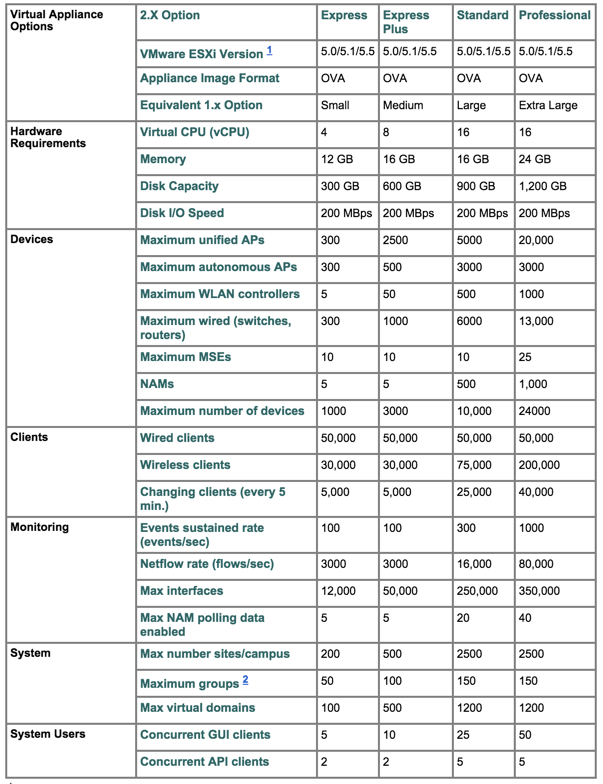 Virtual Appliance Options 2.X Option Express Express Plus Standard Professional
VMware ESXi Version 1 5.0/5.1/5.5 5.0/5.1/5.5 5.0/5.1/5.5 5.0/5.1/5.5
Appliance Image Format OVA OVA OVA OVA
Equivalent 1.x Option Small Medium Large Extra Large
Hardware Requirements Virtual CPU (vCPU) 4 8 16 16
Memory 12 GB 16 GB 16 GB 24 GB
Disk Capacity 300 GB 600 GB 900 GB 1,200 GB
Disk I/O Speed 200 MBps 200 MBps 200 MBps 200 MBps
Devices Maximum unified APs 300 2500 5000 20,000
Maximum autonomous APs 300 500 3000 3000
Maximum WLAN controllers 5 50 500 1000
Maximum wired (switches, routers) 300 1000 6000 13,000
Maximum MSEs 10 10 10 25
NAMs 5 5 500 1,000
Maximum number of devices 1000 3000 10,000 24000
Clients Wired clients 50,000 50,000 50,000 50,000
Wireless clients 30,000 30,000 75,000 200,000
Changing clients (every 5 min.) 5,000 5,000 25,000 40,000
Monitoring Events sustained rate (events/sec) 100 100 300 1000
Netflow rate (flows/sec) 3000 3000 16,000 80,000
Max interfaces 12,000 50,000 250,000 350,000
Max NAM polling data enabled 5 5 20 40
System Max number sites/campus 200 500 2500 2500
Maximum groups 2 50 100 150 150
Max virtual domains 100 500 1200 1200
System Users Concurrent GUI clients 5 10 25 50
Concurrent API clients 2 2 5 5